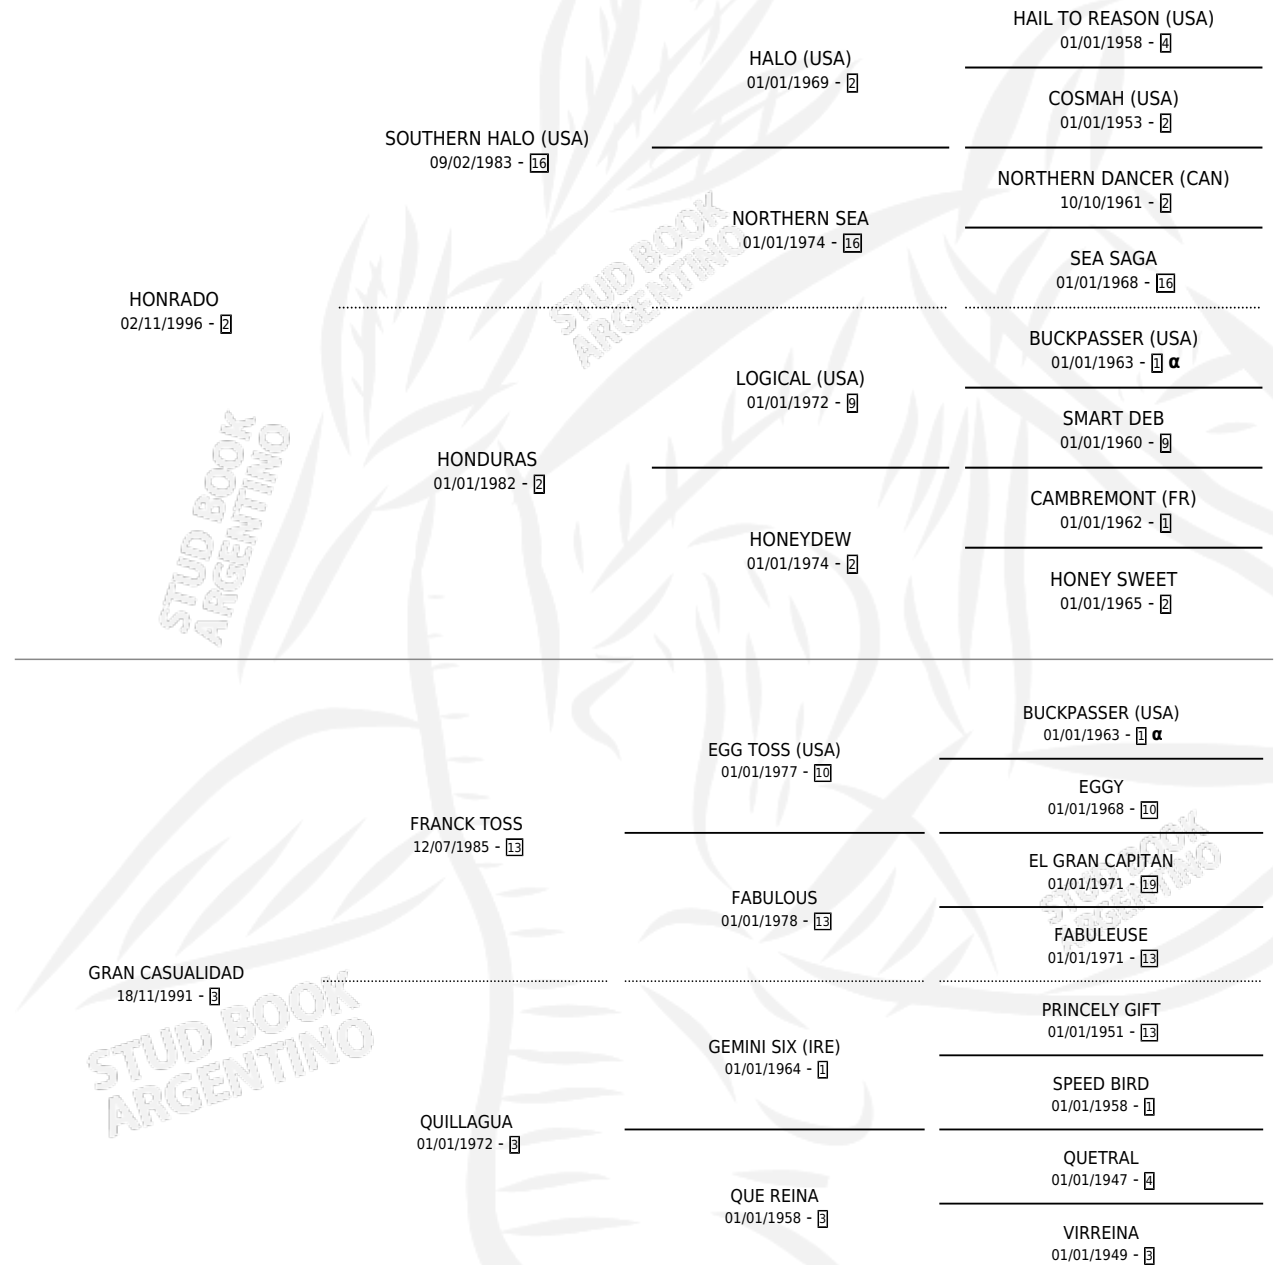 HAIL TO REASON (USA)
01/01/1958 - 4
HALO (USA)
01/01/1969 - 2
COSMAH (USA)
01/01/1953 - 2
SOUTHERN HALO (USA)
09/02/1983 - 16
NORTHERN DANCER (CAN)
10/10/1961 - 2
NORTHERN SEA
01/01/1974 - 16
SEA SAGA
01/01/1968 - 16
STUD BOOK
ARGENTINO
HONRADO
02/11/1996 - 2
BUCKPASSER (USA)
01/01/1963 - 1 α
LOGICAL (USA)
01/01/1972 - 9
SMART DEB
01/01/1960 - 9
HONDURAS
01/01/1982 - 2
CAMBREMONT (FR)
01/01/1962 - 1
HONEYDEW
01/01/1974 - 2
HONEY SWEET
01/01/1965 - 2
STUD BOOK
ARGENTINO
BUCKPASSER (USA)
01/01/1963 - 1 α
EGG TOSS (USA)
01/01/1977 - 10
EGGY
01/01/1968 - 10
FRANCK TOSS
12/07/1985 - 13
EL GRAN CAPITAN
01/01/1971 - 19
FABULOUS
01/01/1978 - 13
FABULEUSE
01/01/1971 - 13
STUD BOOK
ARGENTINO
GRAN CASUALIDAD
18/11/1991 - 3
PRINCELY GIFT
01/01/1951 - 13
GEMINI SIX (IRE)
01/01/1964 - 1
SPEED BIRD
01/01/1958 - 1
STUD BOOK
ARGENTINO
QUILLAGUA
01/01/1972 - 3
QUETRAL
01/01/1947 - 4
QUE REINA
01/01/1958 - 3
VIRREINA
01/01/1949 - 3